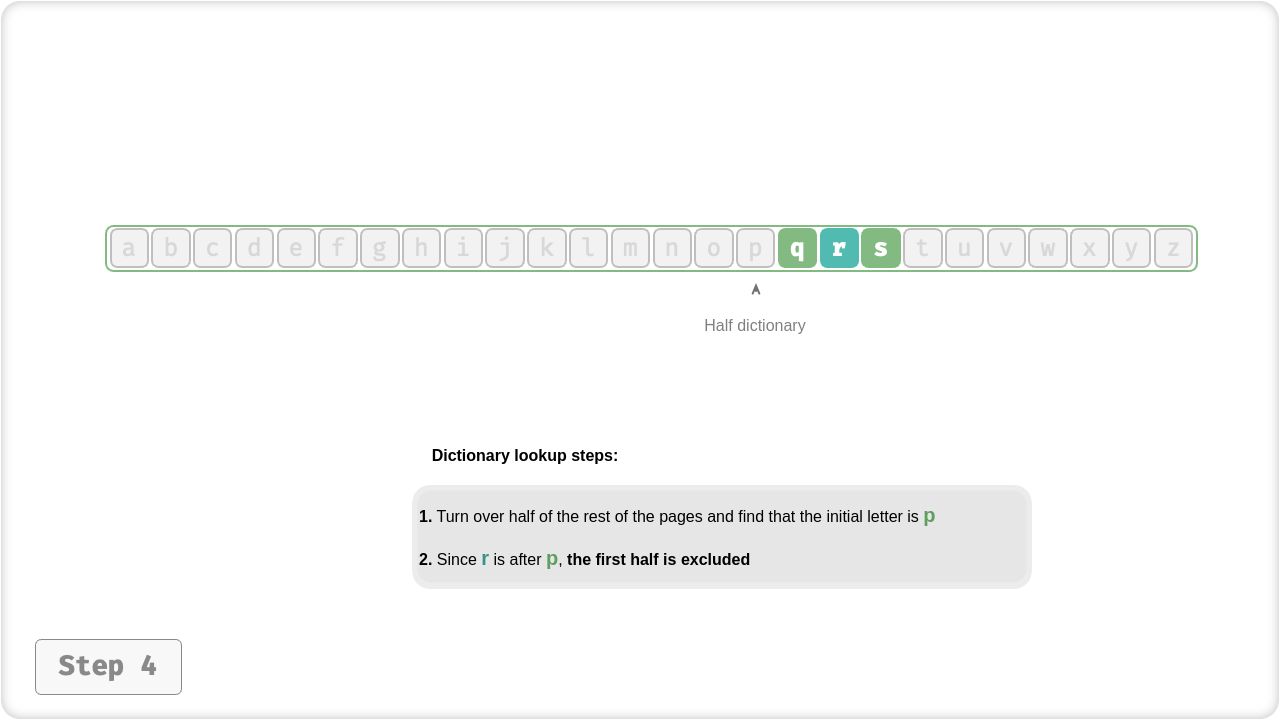 a b c d e f g h i j k l m n o p q r s t u v w x y z
Half dictionary
Dictionary lookup steps:
1. Turn over half of the rest of the pages and find that the initial letter is p
2. Since r is after p, the first half is excluded
Step 4